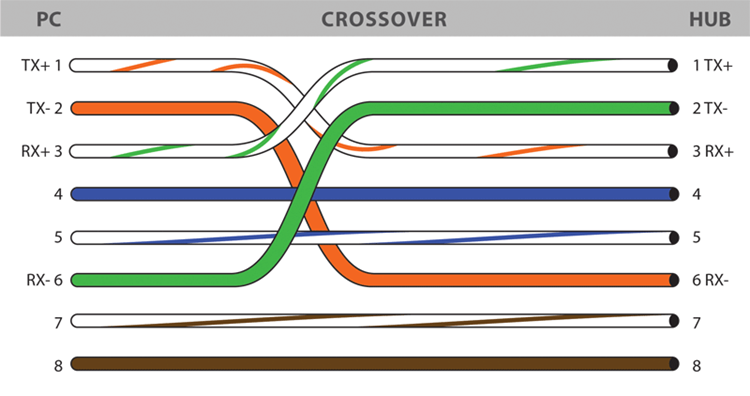 PC CROSSOVER HUB
TX+ 1 1 TX+
TX- 2 2 TX-
RX+ 3 3 RX+
4 4
5 5
RX- 6 6 RX-
7 7
8 8